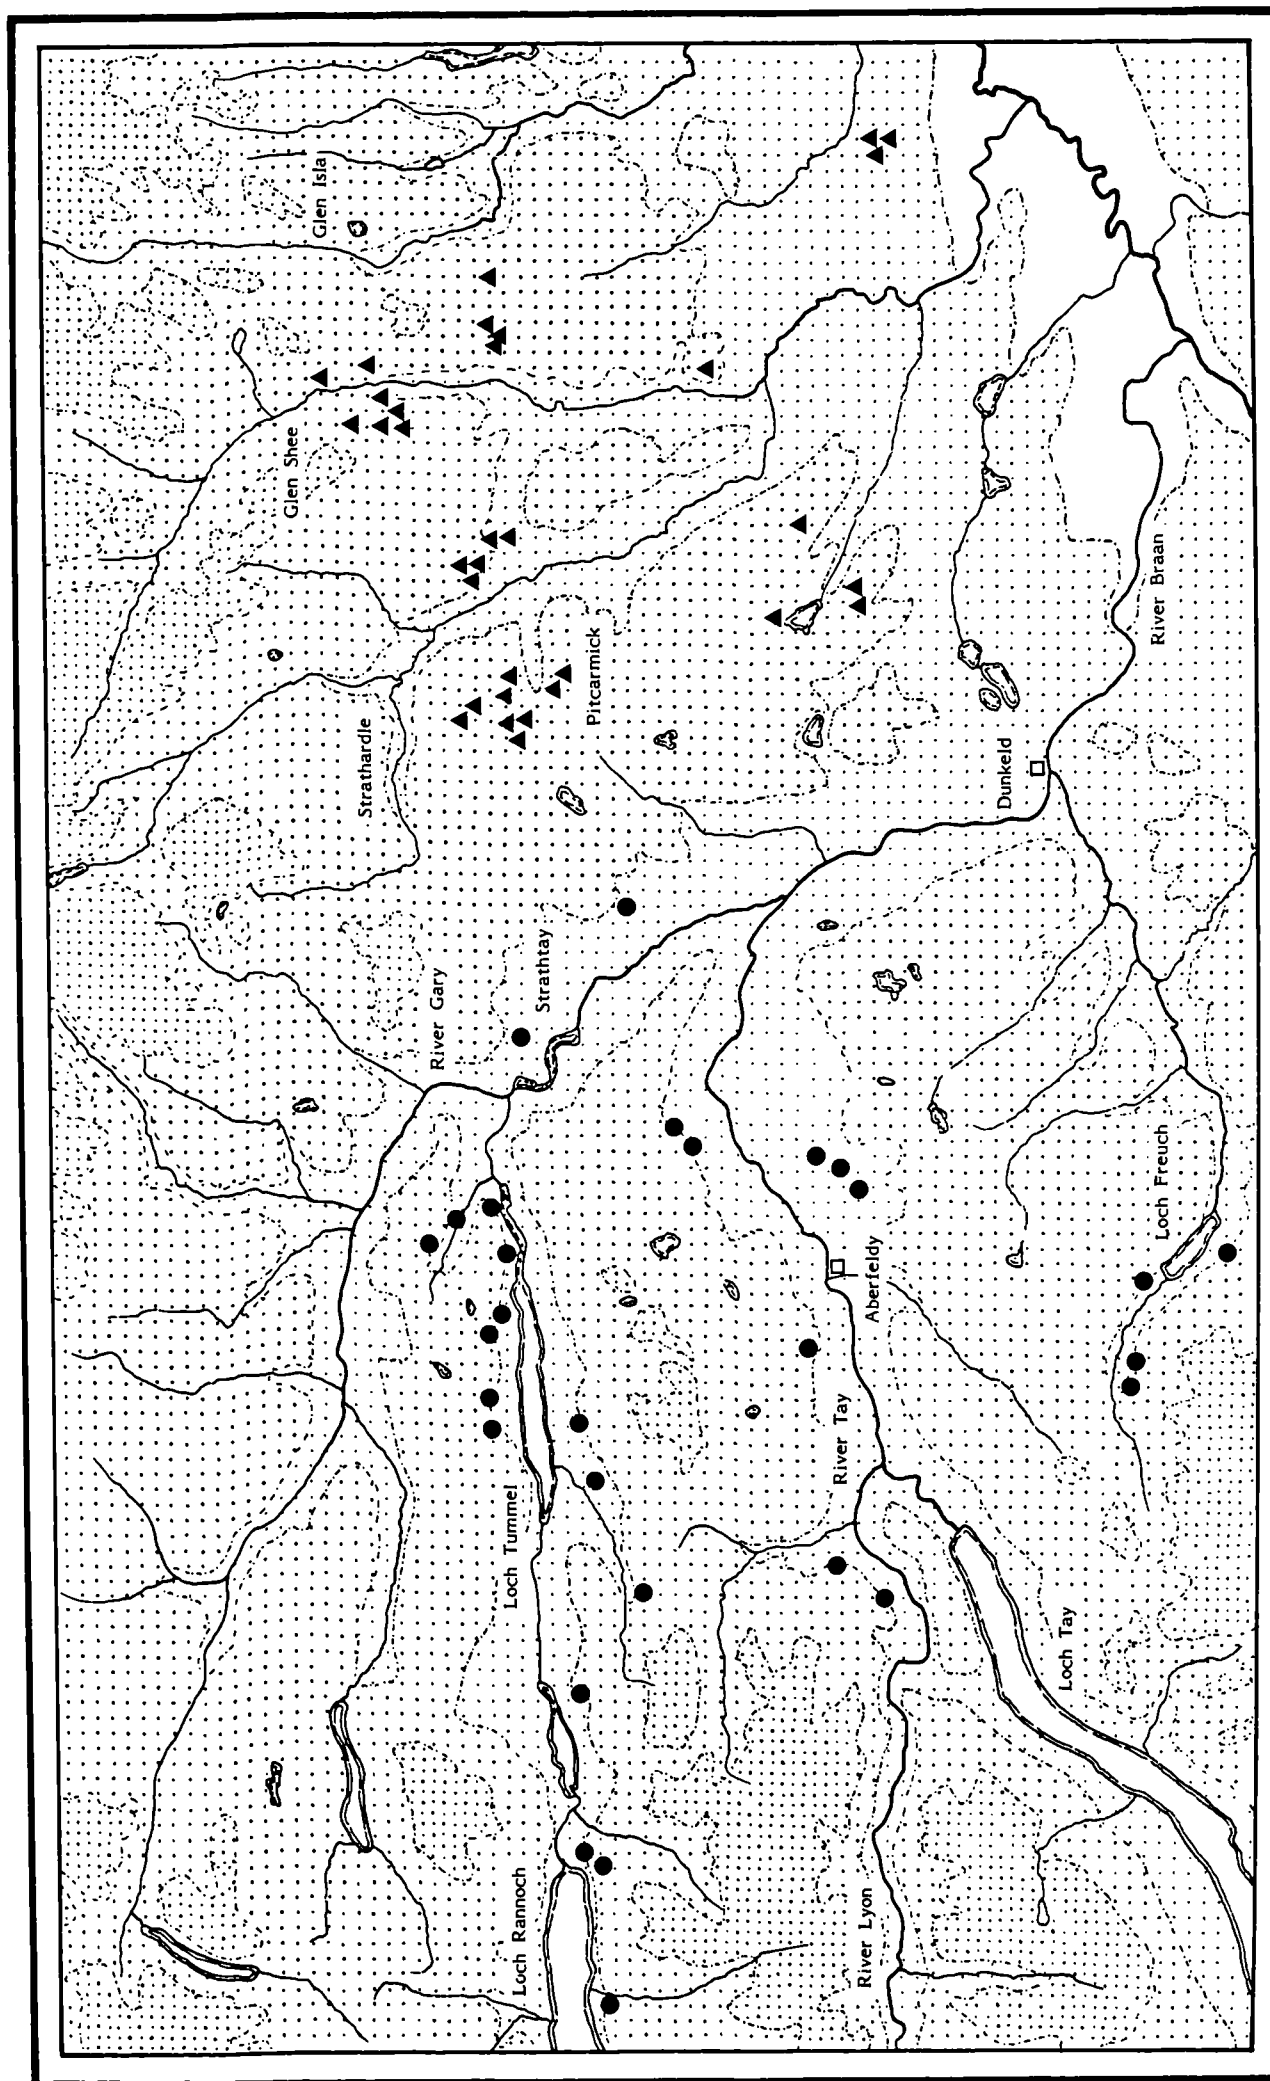 Glen Isla
Glen Shee
Strathardle
Pitcarmick
River Gary
Strathtay
Dunkeld
River Braan
Loch Tummel
Aberfeldy
River Tay
Loch Freuch
Loch Rannoch
River Lyon
Loch Tay